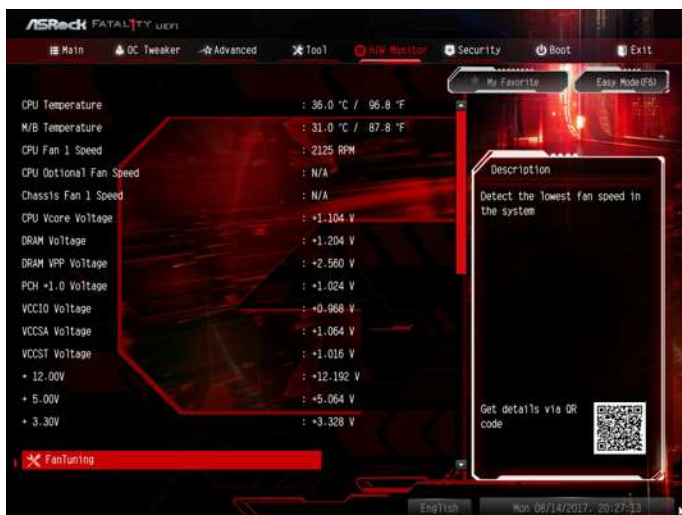 ASRock FATAL1TY UEFI
Main OC Tweaker Advanced Tool H/W Monitor Security Boot Exit
My Favorite Easy Mode(F6)
CPU Temperature : 36.0 °C / 96.8 °F
M/B Temperature : 31.0 °C / 87.8 °F
CPU Fan 1 Speed : 2125 RPM
CPU Optional Fan Speed : N/A
Chassis Fan 1 Speed : N/A
CPU Vcore Voltage : +1.104 V
DRAM Voltage : +1.204 V
DRAM VPP Voltage : +2.560 V
PCH +1.0 Voltage : +1.024 V
VCCIO Voltage : +0.968 V
VCCSA Voltage : +1.064 V
VCCST Voltage : +1.016 V
+ 12.00V : +12.192 V
+ 5.00V : +5.064 V
+ 3.30V : +3.328 V
FanTuning
Description
Detect the lowest fan speed in
the system
Get details via QR
code
English Mon 08/14/2017. 20:27:13